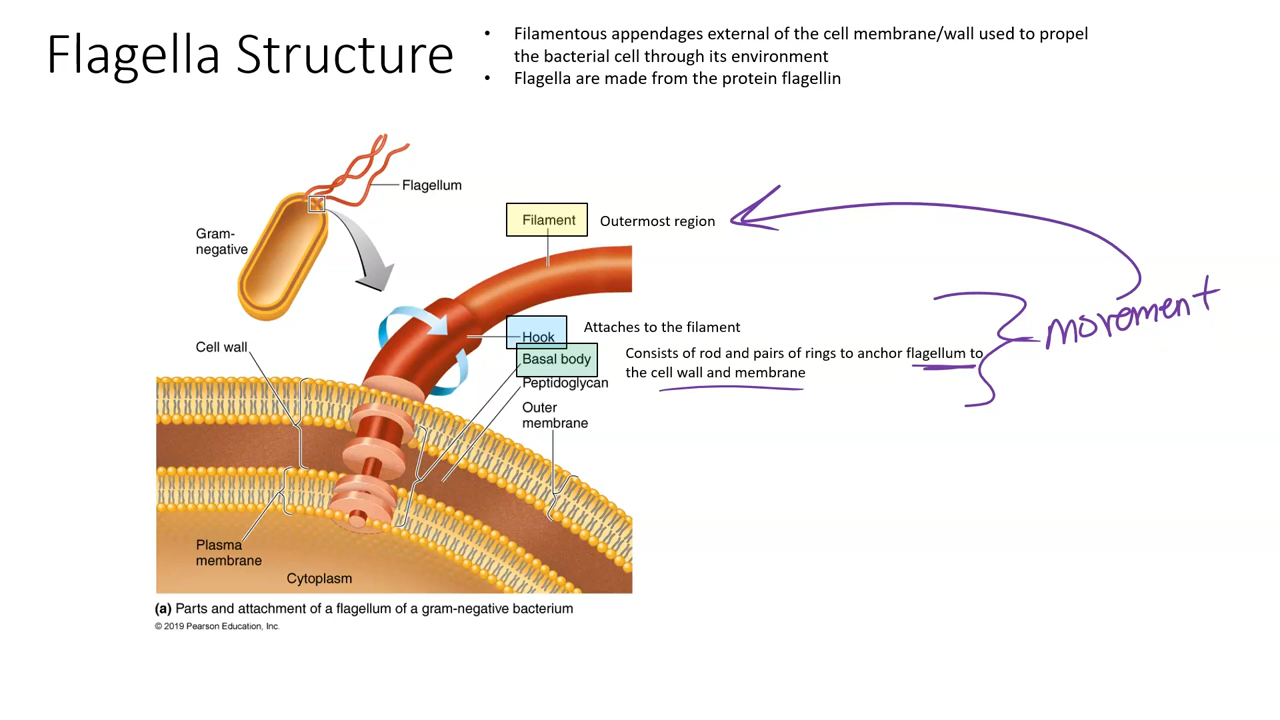 Flagella Structure
• Filamentous appendages external of the cell membrane/wall used to propel
the bacterial cell through its environment
• Flagella are made from the protein flagellin
Flagellum
Gram-
negative
Filament
Outermost region
movement
Hook
Attaches to the filament
Cell wall
Basal body
Consists of rod and pairs of rings to anchor flagellum to
the cell wall and membrane
Peptidoglycan
Outer
membrane
Plasma
membrane
Cytoplasm
(a) Parts and attachment of a flagellum of a gram-negative bacterium
© 2019 Pearson Education, Inc.